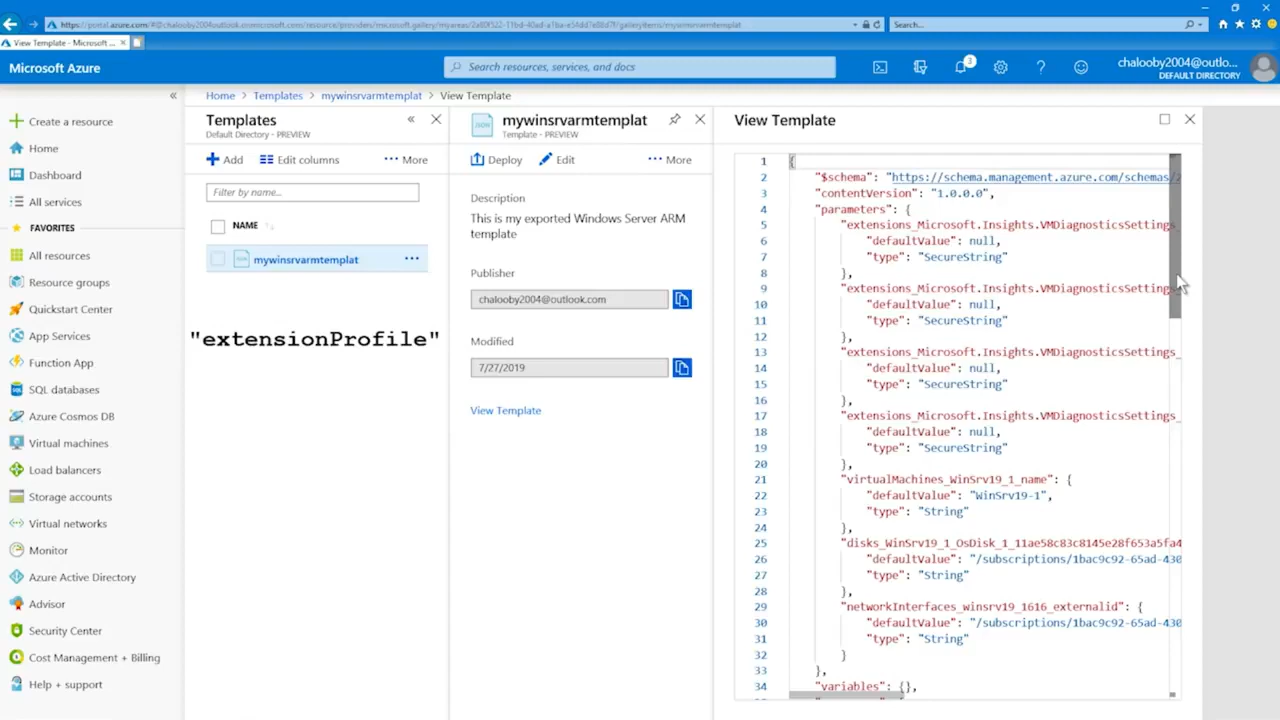 View Template - Microsoft ...
Search...
Microsoft Azure
Search resources, services, and docs
3
chalooby2004@outlo...
DEFAULT DIRECTORY
Create a resource
Home
Dashboard
All services
FAVORITES
All resources
Resource groups
Quickstart Center
App Services
Function App
SQL databases
Azure Cosmos DB
Virtual machines
Load balancers
Storage accounts
Virtual networks
Monitor
Azure Active Directory
Advisor
Security Center
Cost Management + Billing
Help + support
Home > Templates > mywinsrvarmtemplat > View Template
Templates
Default Directory - PREVIEW
Add Edit columns ··· More
Filter by name...
NAME
mywinsrvarmtemplat ···
"extensionProfile"
mywinsrvarmtemplat
Template - PREVIEW
Deploy Edit ··· More
Description
This is my exported Windows Server ARM
template
Publisher
chalooby2004@outlook.com
Modified
7/27/2019
View Template
View Template
1 {
2 "$schema": "https://schema.management.azure.com/schemas/
3 "contentVersion": "1.0.0.0",
4 "parameters": {
5 "extensions_Microsoft.Insights.VMDiagnosticsSettings_
6 "defaultValue": null,
7 "type": "SecureString"
8 },
9 "extensions_Microsoft.Insights.VMDiagnosticsSettings_
10 "defaultValue": null,
11 "type": "SecureString"
12 },
13 "extensions_Microsoft.Insights.VMDiagnosticsSettings_
14 "defaultValue": null,
15 "type": "SecureString"
16 },
17 "extensions_Microsoft.Insights.VMDiagnosticsSettings_
18 "defaultValue": null,
19 "type": "SecureString"
20 },
21 "virtualMachines_WinSrv19_1_name": {
22 "defaultValue": "WinSrv19-1",
23 "type": "String"
24 },
25 "disks_WinSrv19_1_OsDisk_1_11ae58c83c8145e28f653a5fa4
26 "defaultValue": "/subscriptions/1bac9c92-65ad-430
27 "type": "String"
28 },
29 "networkInterfaces_winsrv19_1616_externalid": {
30 "defaultValue": "/subscriptions/1bac9c92-65ad-430
31 "type": "String"
32 }
33 },
34 "variables": {},